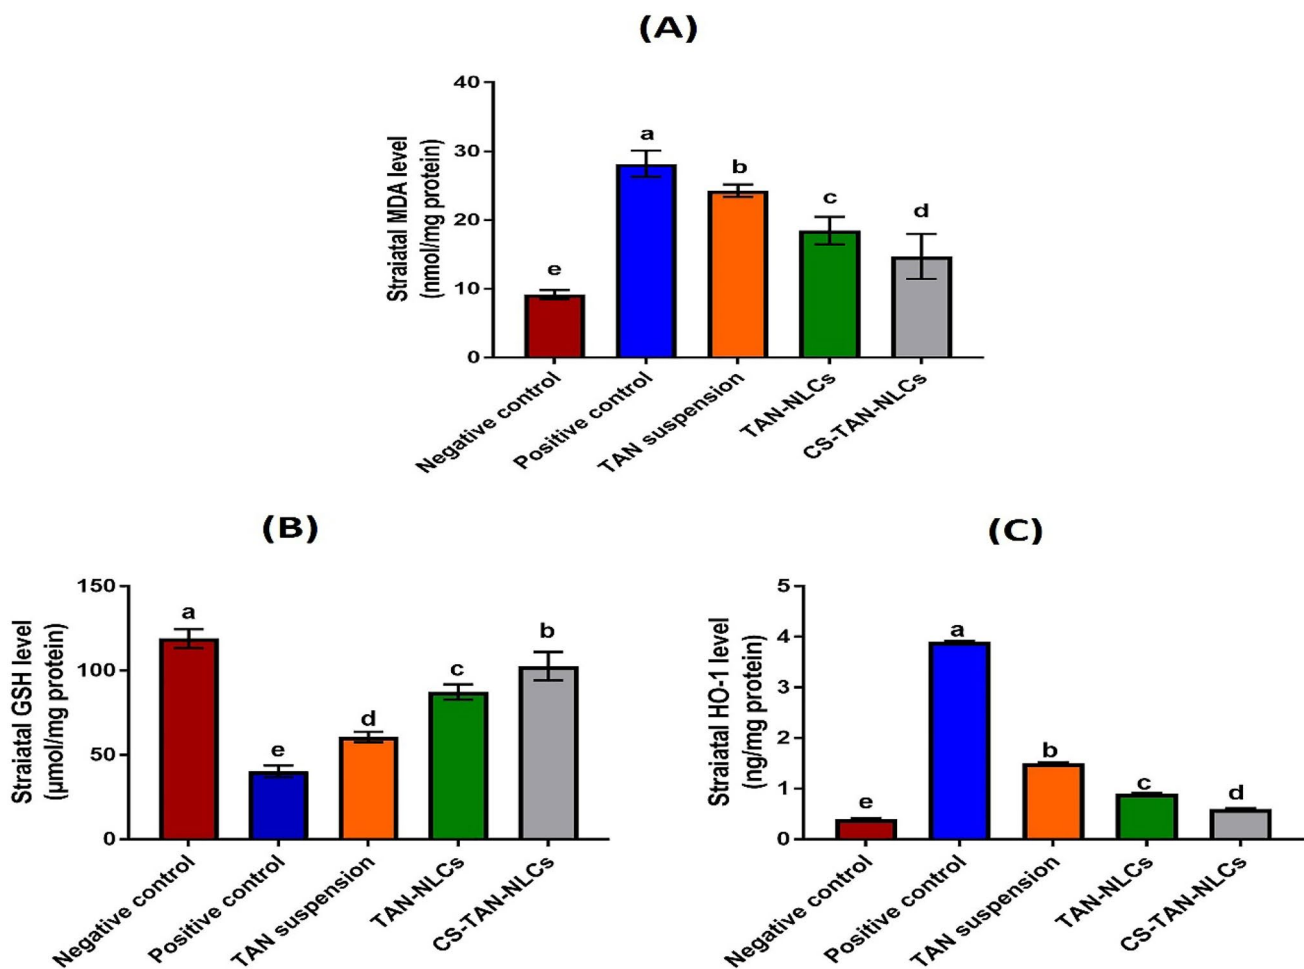 (A)
Straiatal MDA level
(nmol/mg protein)
40
30
20
10
0
e
a
b
c
d
Negative control
Positive control
TAN suspension
TAN-NLCs
CS-TAN-NLCs
(B)
Straiatal GSH level
(µmol/mg protein)
150
100
50
0
a
e
d
c
b
Negative control
Positive control
TAN suspension
TAN-NLCs
CS-TAN-NLCs
(C)
Straiatal HO-1 level
(ng/mg protein)
5
4
3
2
1
0
e
a
b
c
d
Negative control
Positive control
TAN suspension
TAN-NLCs
CS-TAN-NLCs